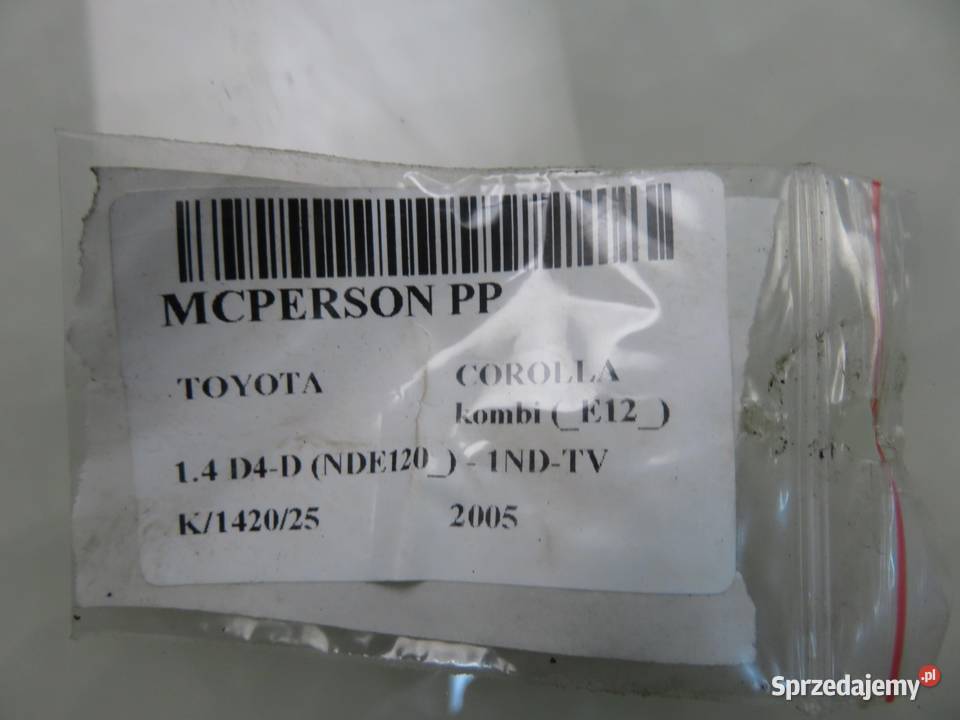 MCPERSON PP
TOYOTA COROLLA
kombi (_E12_)
1.4 D4-D (NDE120_) - 1ND-TV
K/1420/25 2005
Sprzedajemy.pl